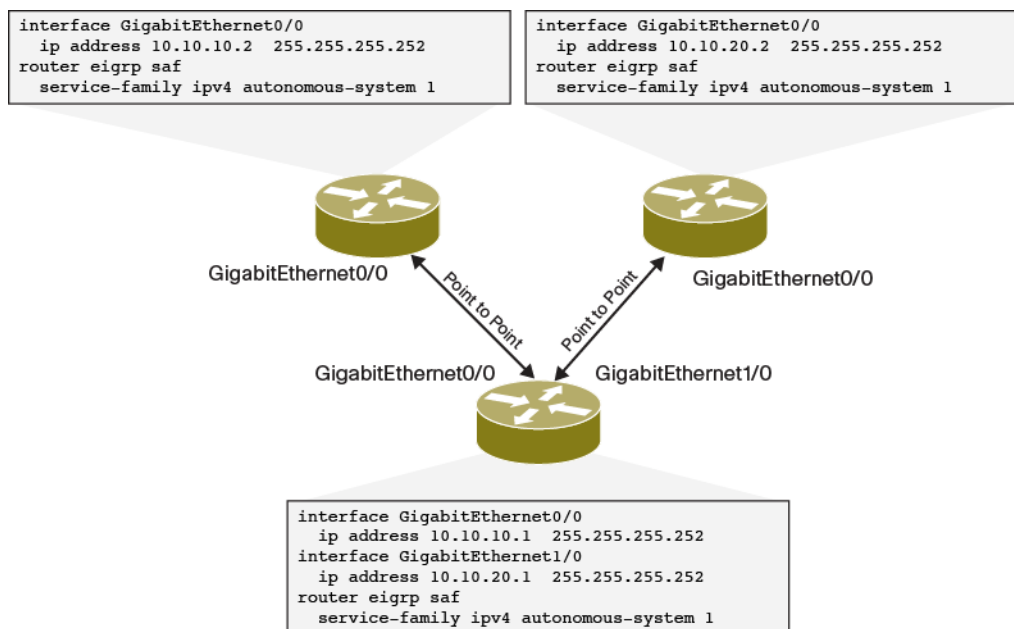 interface GigabitEthernet0/0
ip address 10.10.10.2 255.255.255.252
router eigrp saf
service-family ipv4 autonomous-system 1
interface GigabitEthernet0/0
ip address 10.10.20.2 255.255.255.252
router eigrp saf
service-family ipv4 autonomous-system 1
GigabitEthernet0/0
GigabitEthernet0/0
Point to Point
Point to Point
GigabitEthernet0/0
GigabitEthernet1/0
interface GigabitEthernet0/0
ip address 10.10.10.1 255.255.255.252
interface GigabitEthernet1/0
ip address 10.10.20.1 255.255.255.252
router eigrp saf
service-family ipv4 autonomous-system 1